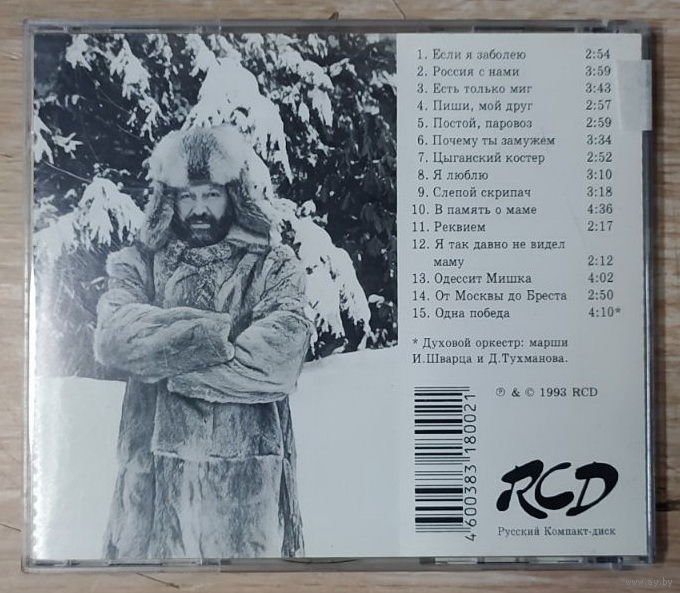 1. Если я заболею 2:54
2. Россия с нами 3:59
3. Есть только миг 3:43
4. Пиши, мой друг 2:57
5. Постой, паровоз 2:59
6. Почему ты замужем 3:34
7. Цыганский костер 2:52
8. Я люблю 3:10
9. Слепой скрипач 3:18
10. В память о маме 4:36
11. Реквием 2:17
12. Я так давно не видел
маму 2:12
13. Одессит Мишка 4:02
14. От Москвы до Бреста 2:50
15. Одна победа 4:10*
* Духовой оркестр: марши
И.Шварца и Д.Тухманова.
℗ & © 1993 RCD
4600383180021
RCD
Русский Компакт-диск
www.ay.by